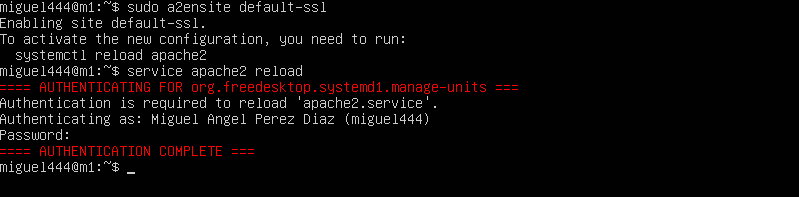 miguel444@m1:~$ sudo a2ensite default-ssl
Enabling site default-ssl.
To activate the new configuration, you need to run:
  systemctl reload apache2
miguel444@m1:~$ service apache2 reload
==== AUTHENTICATING FOR org.freedesktop.systemd1.manage-units ===
Authentication is required to reload 'apache2.service'.
Authenticating as: Miguel Angel Perez Diaz (miguel444)
Password:
==== AUTHENTICATION COMPLETE ===
miguel444@m1:~$ _